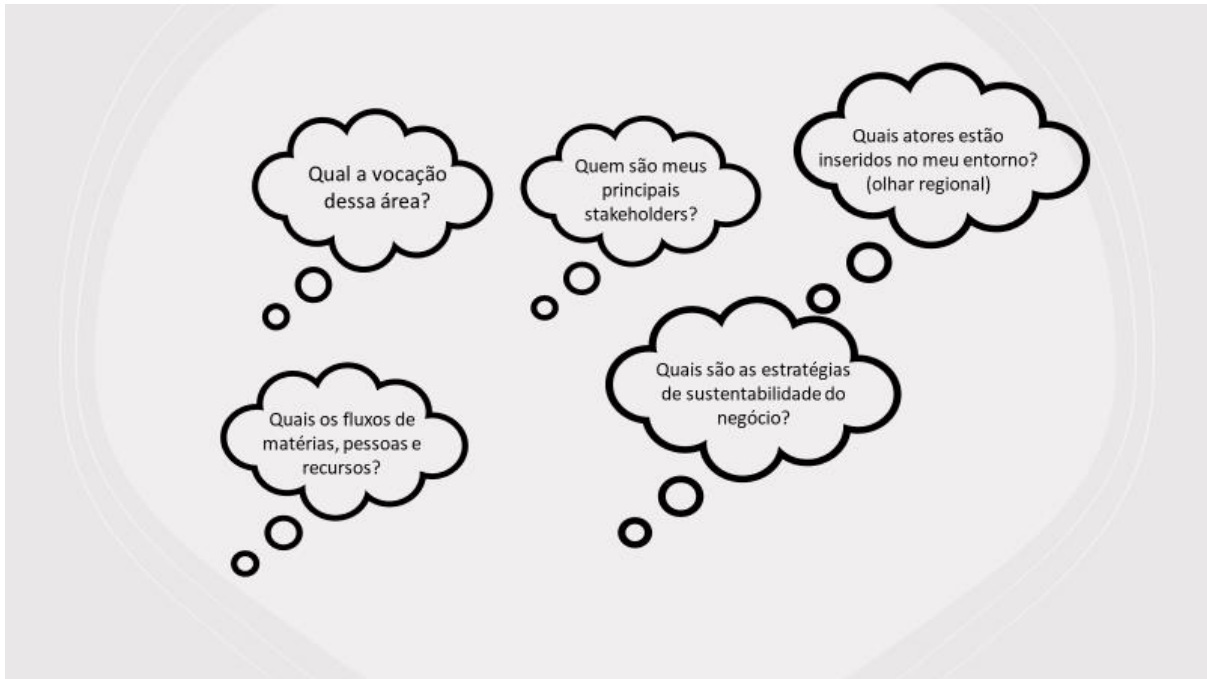 Qual a vocação
dessa área?
Quem são meus
principais
stakeholders?
Quais atores estão
inseridos no meu entorno?
(olhar regional)
Quais os fluxos de
matérias, pessoas e
recursos?
Quais são as estratégias
de sustentabilidade do
negócio?